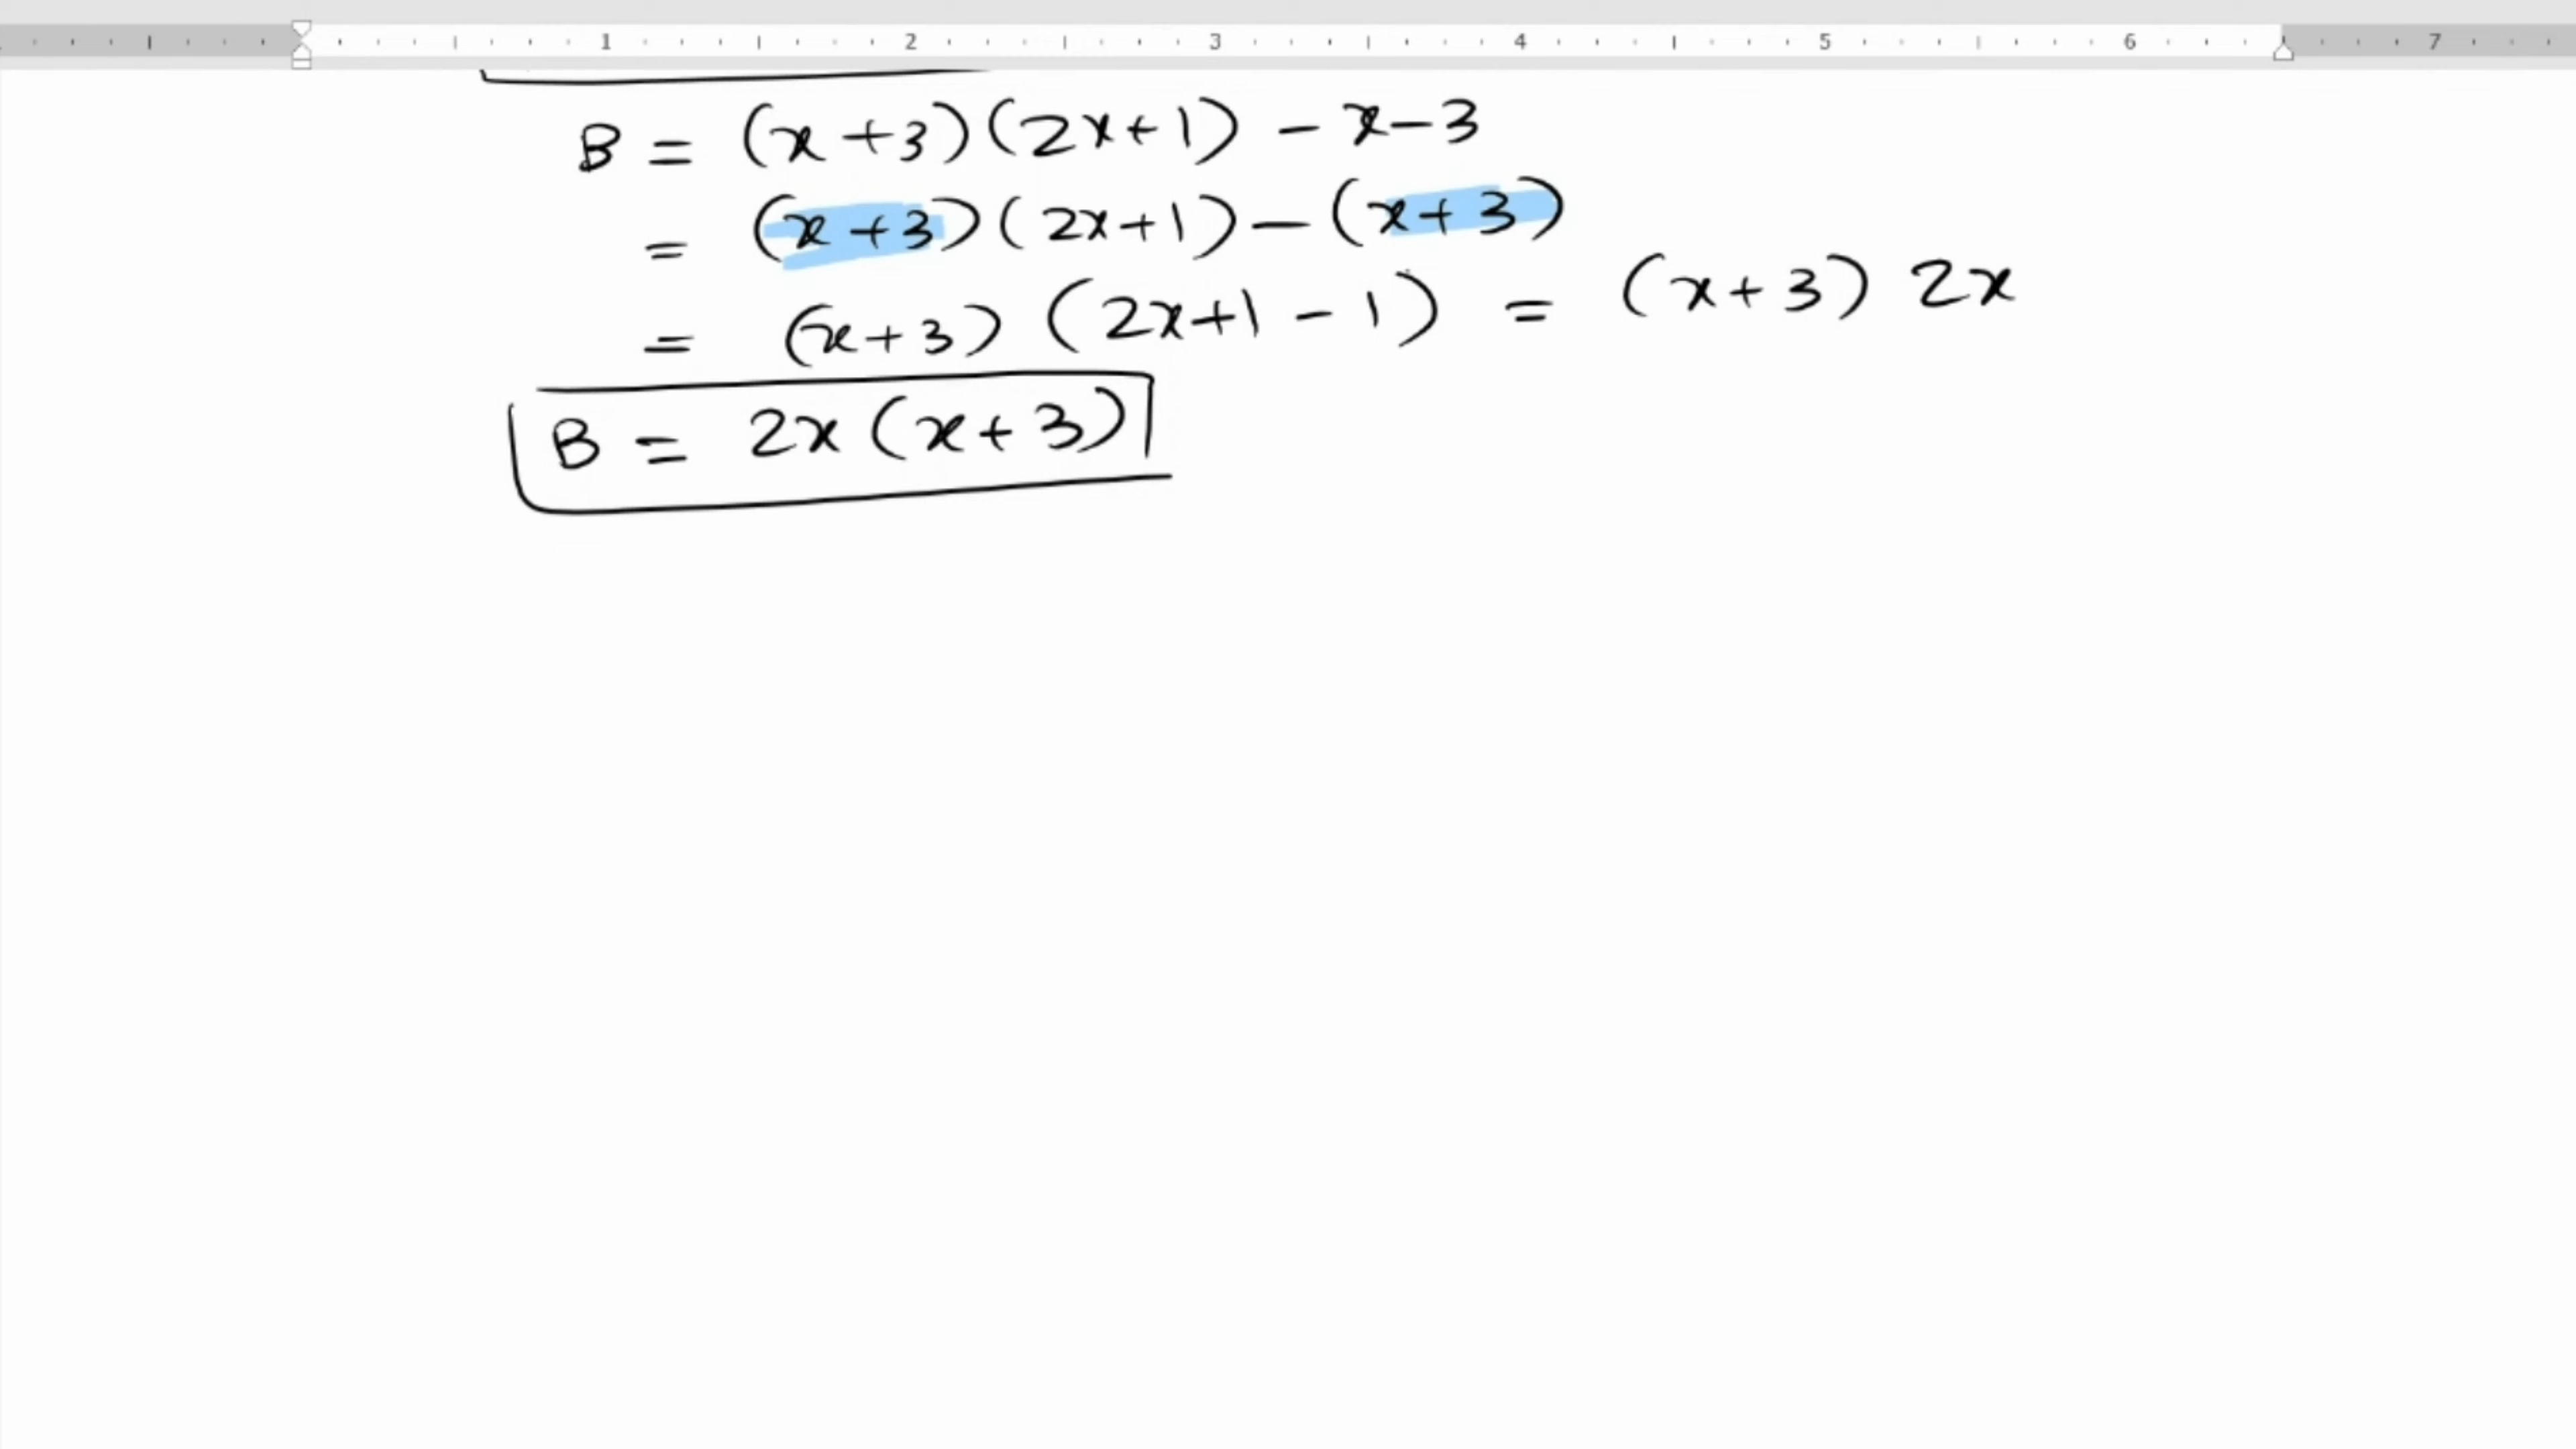 1 2 3 4 5 6 7
B = (x+3)(2x+1) - x-3
= (x+3)(2x+1) - (x+3)
= (x+3) (2x+1-1) = (x+3) 2x
B = 2x(x+3)